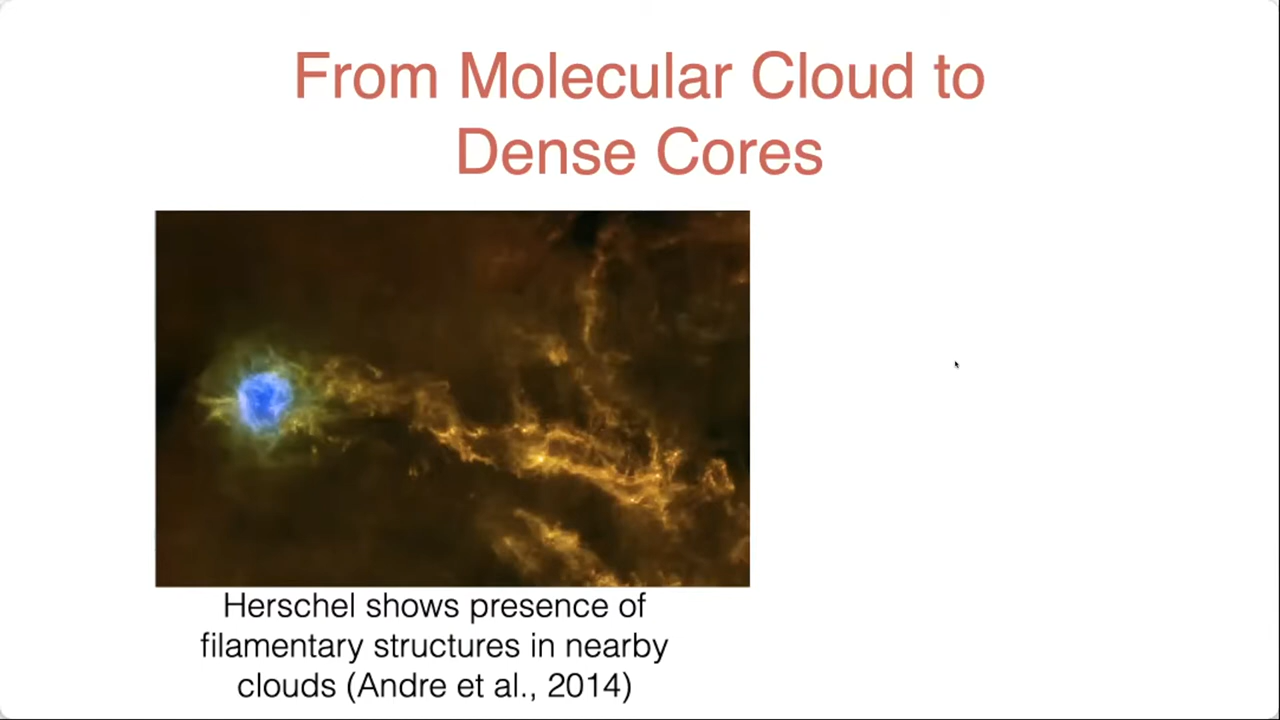 From Molecular Cloud to
Dense Cores
Herschel shows presence of
filamentary structures in nearby
clouds (Andre et al., 2014)